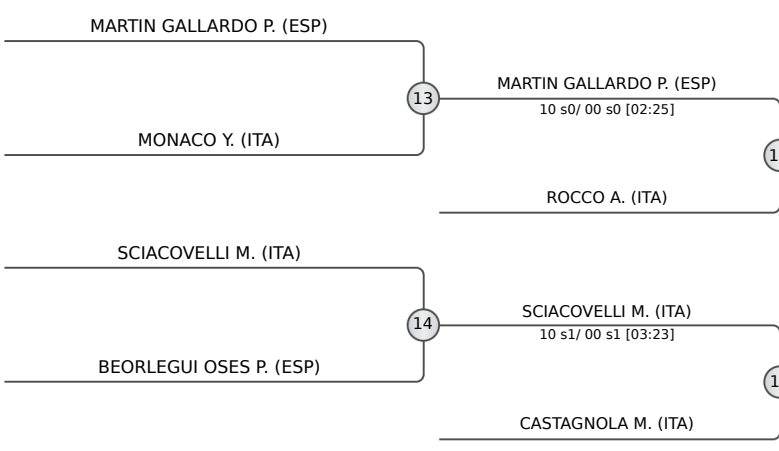 MARTIN GALLARDO P. (ESP)
13
MARTIN GALLARDO P. (ESP)
10 s0/ 00 s0 [02:25]
MONACO Y. (ITA)
ROCCO A. (ITA)
SCIACOVELLI M. (ITA)
14
SCIACOVELLI M. (ITA)
10 s1/ 00 s1 [03:23]
BEORLEGUI OSES P. (ESP)
CASTAGNOLA M. (ITA)